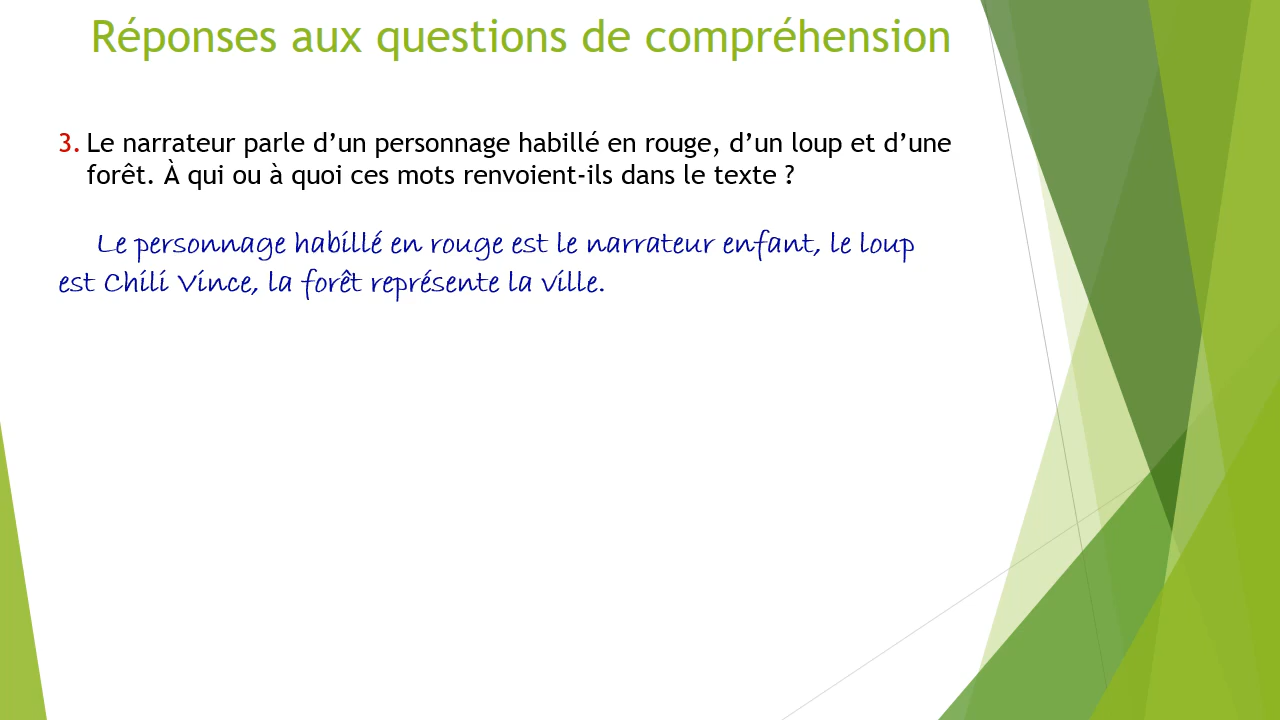 Réponses aux questions de compréhension
3. Le narrateur parle d’un personnage habillé en rouge, d’un loup et d’une
forêt. À qui ou à quoi ces mots renvoient-ils dans le texte ?
Le personnage habillé en rouge est le narrateur enfant, le loup
est Chili Vince, la forêt représente la ville.